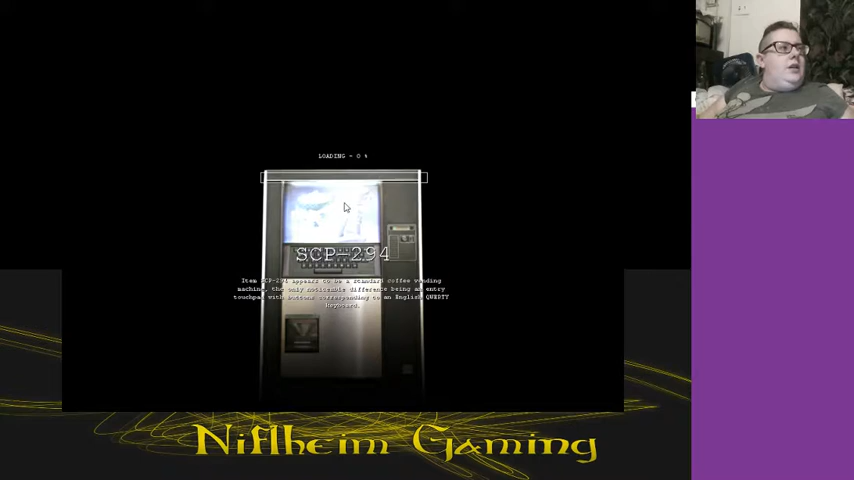 LOADING - 0 %
SCP-294
Item SCP-294 appears to be a standard coffee vending
machine, the only noticeable difference being an entry
touchpad with buttons corresponding to an English QWERTY
keyboard.
Niflheim Gaming